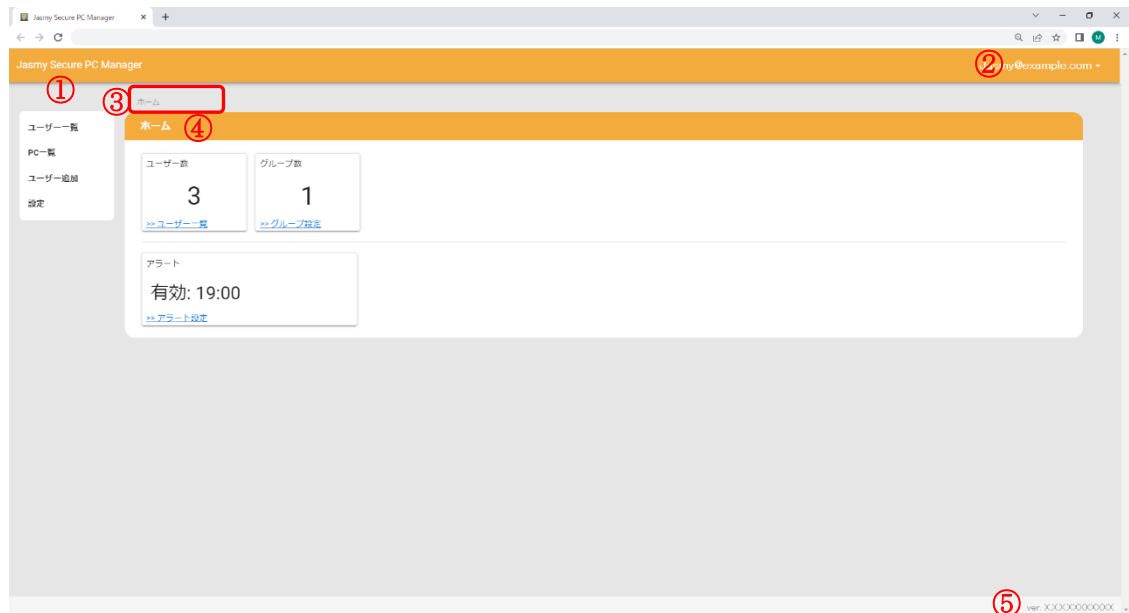 Jasmy Secure PC Manager
M
Jasmy Secure PC Manager
②
my@example.com
①
③
ホーム
ホーム ④
ユーザー一覧
PC一覧
ユーザー追加
設定
ユーザー数
3
>> ユーザー一覧
グループ数
1
>> グループ設定
アラート
有効: 19:00
>> アラート設定
⑤ ver. XXXXXXXXXXX